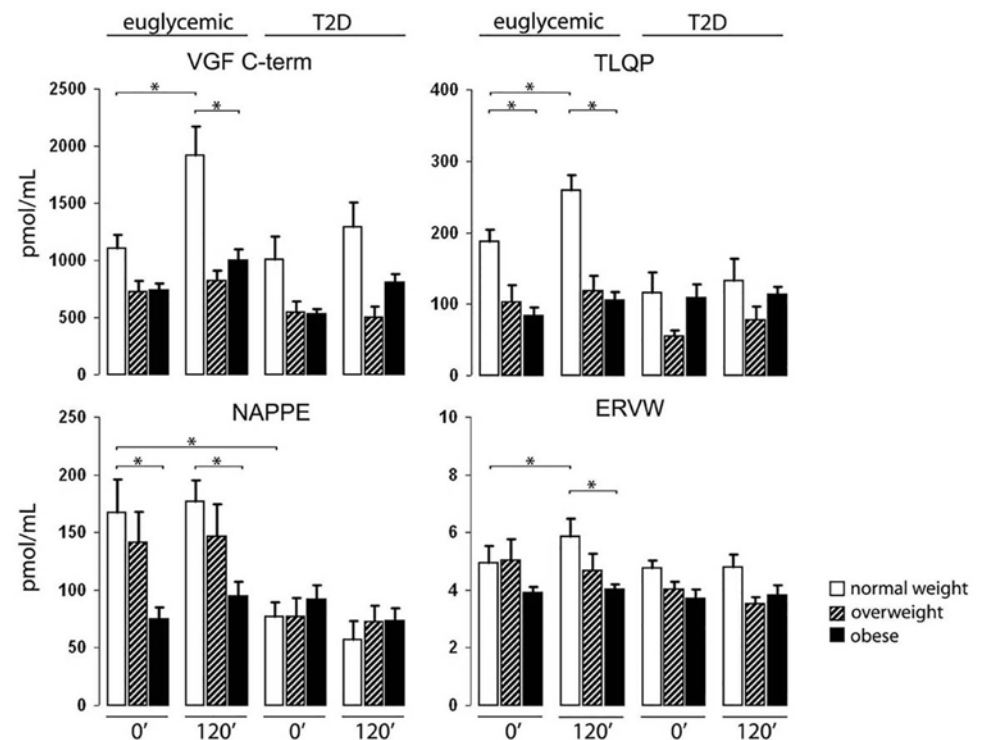 euglycemic T2D euglycemic T2D
VGF C-term TLQP
2500 400
* * * * *
2000 300
1500
pmol/mL 200
1000
100
500
0 0
NAPPE ERVW
250 10
* * * * *
200 8
150 6
pmol/mL
100 4
50 2
0 0
normal weight
overweight
obese
0′ 120′ 0′ 120′ 0′ 120′ 0′ 120′